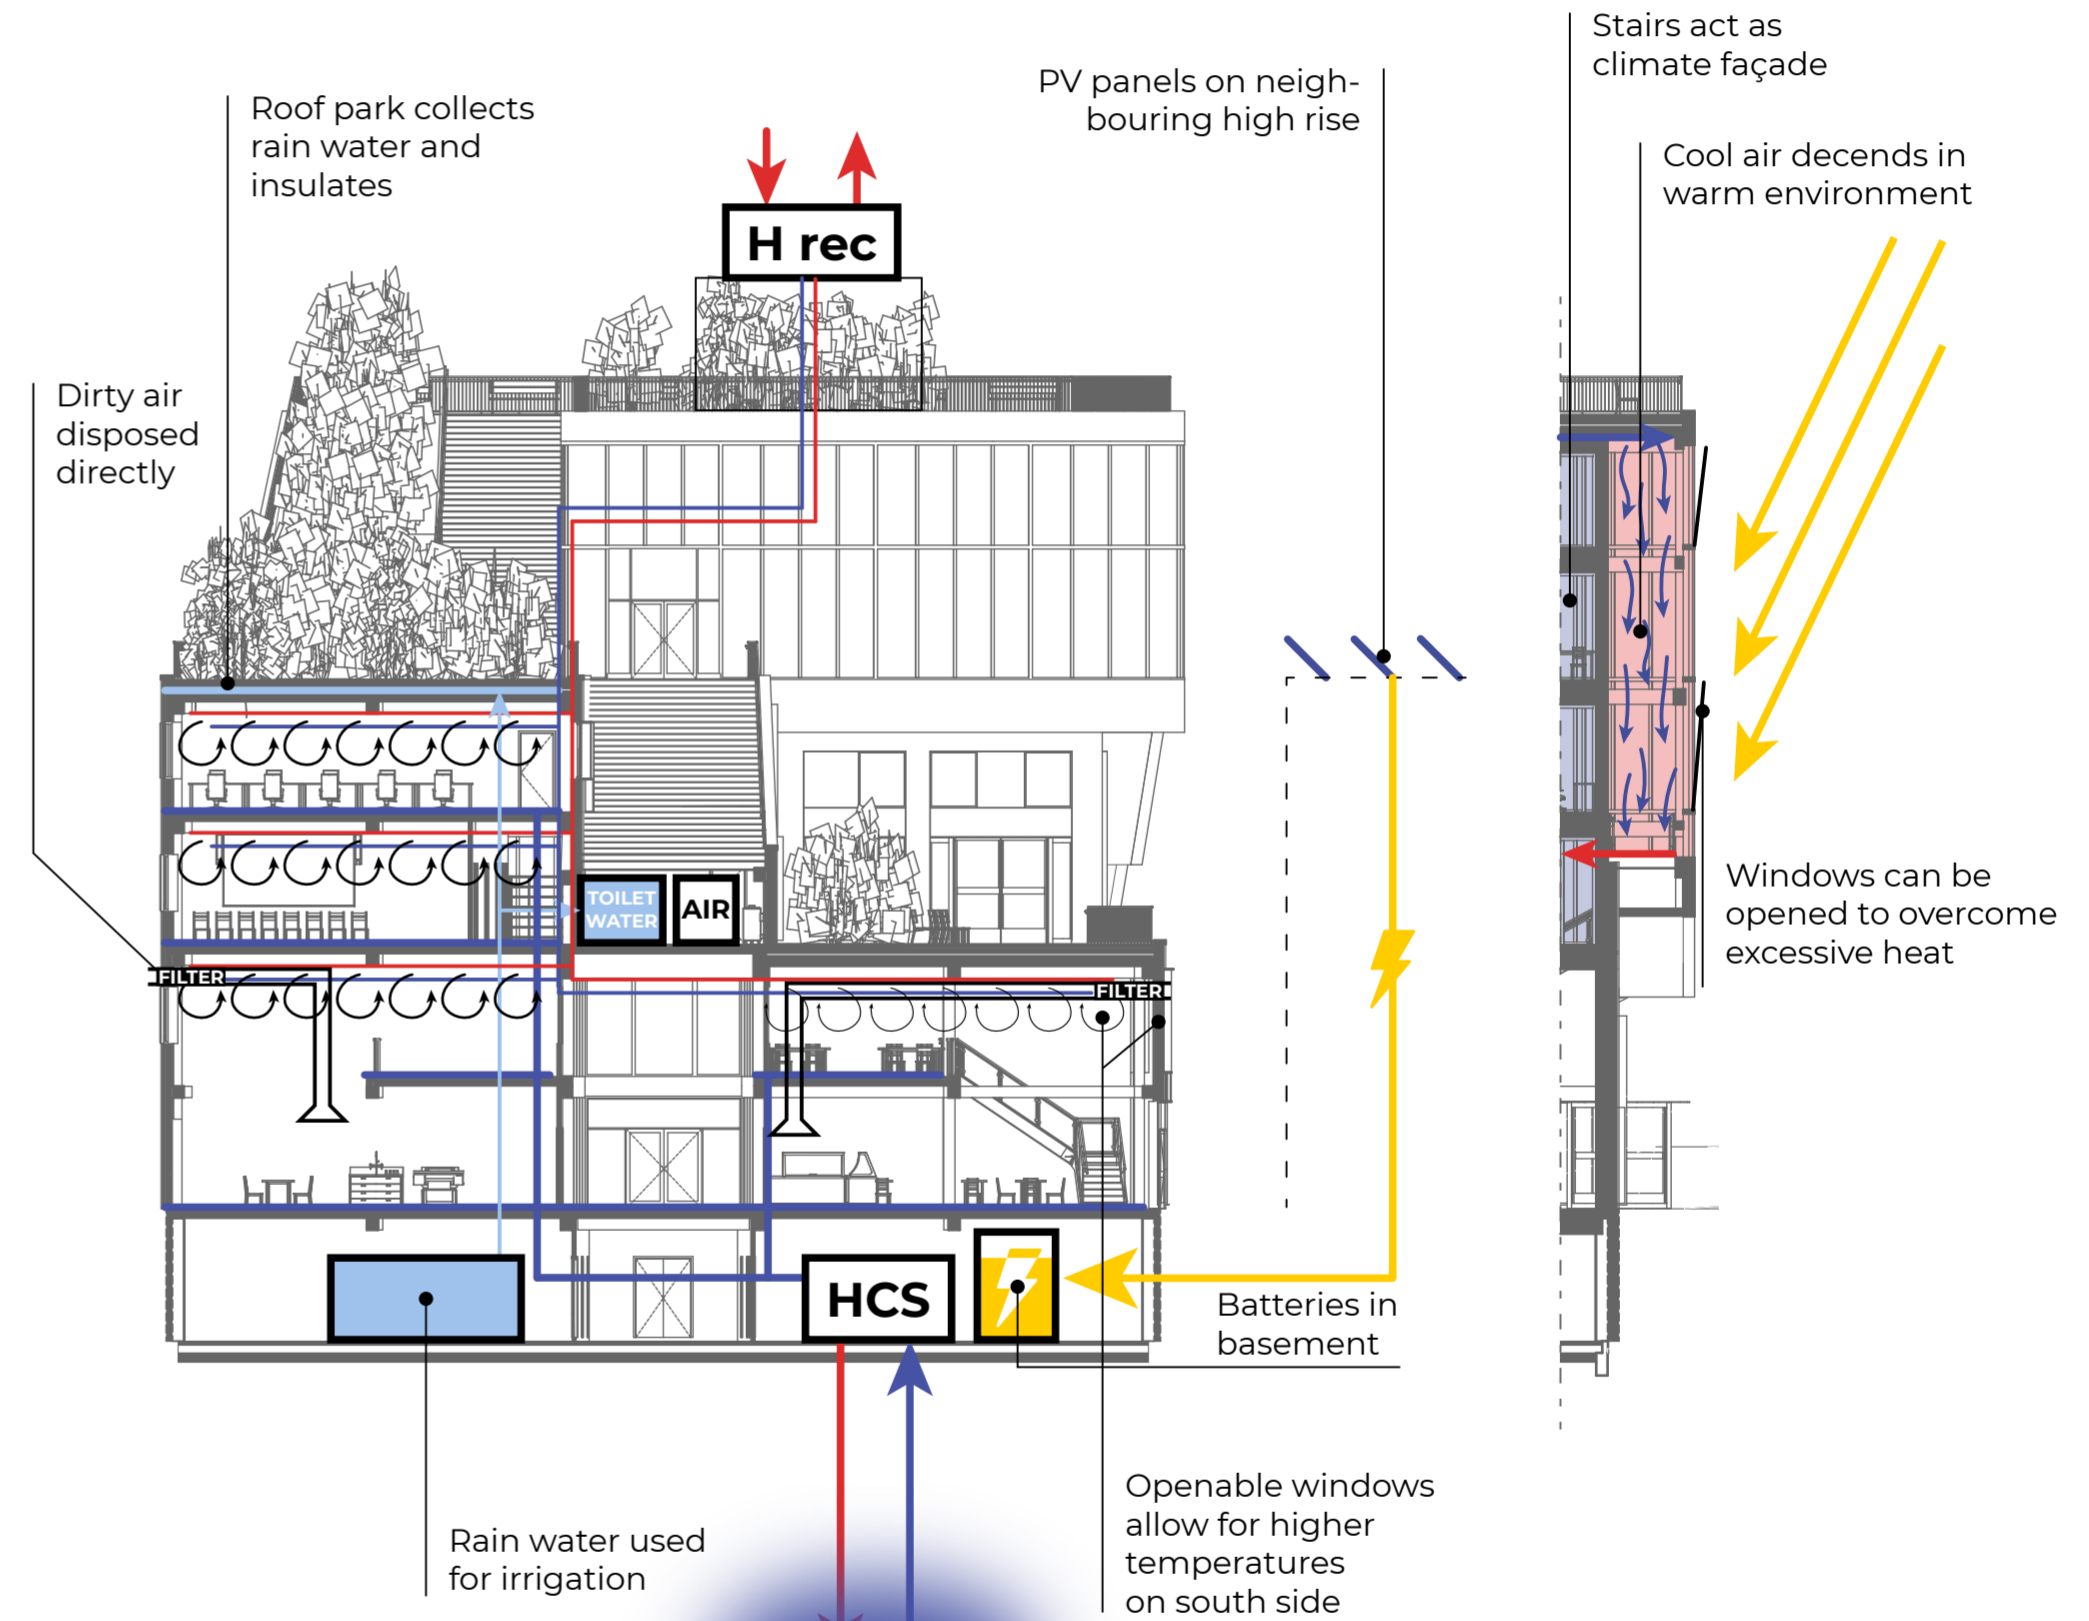 Stairs act as
climate façade
PV panels on neigh-
bouring high rise
Roof park collects
rain water and
insulates
Cool air decends in
warm environment
H rec
Dirty air
disposed
directly
TOILET
WATER
AIR
Windows can be
opened to overcome
excessive heat
FILTER
FILTER
HCS
Batteries in
basement
Openable windows
allow for higher
temperatures
on south side
Rain water used
for irrigation